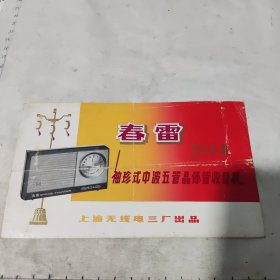 春雷
袖珍式中波五管晶体管收音机
上海无线电三厂出品